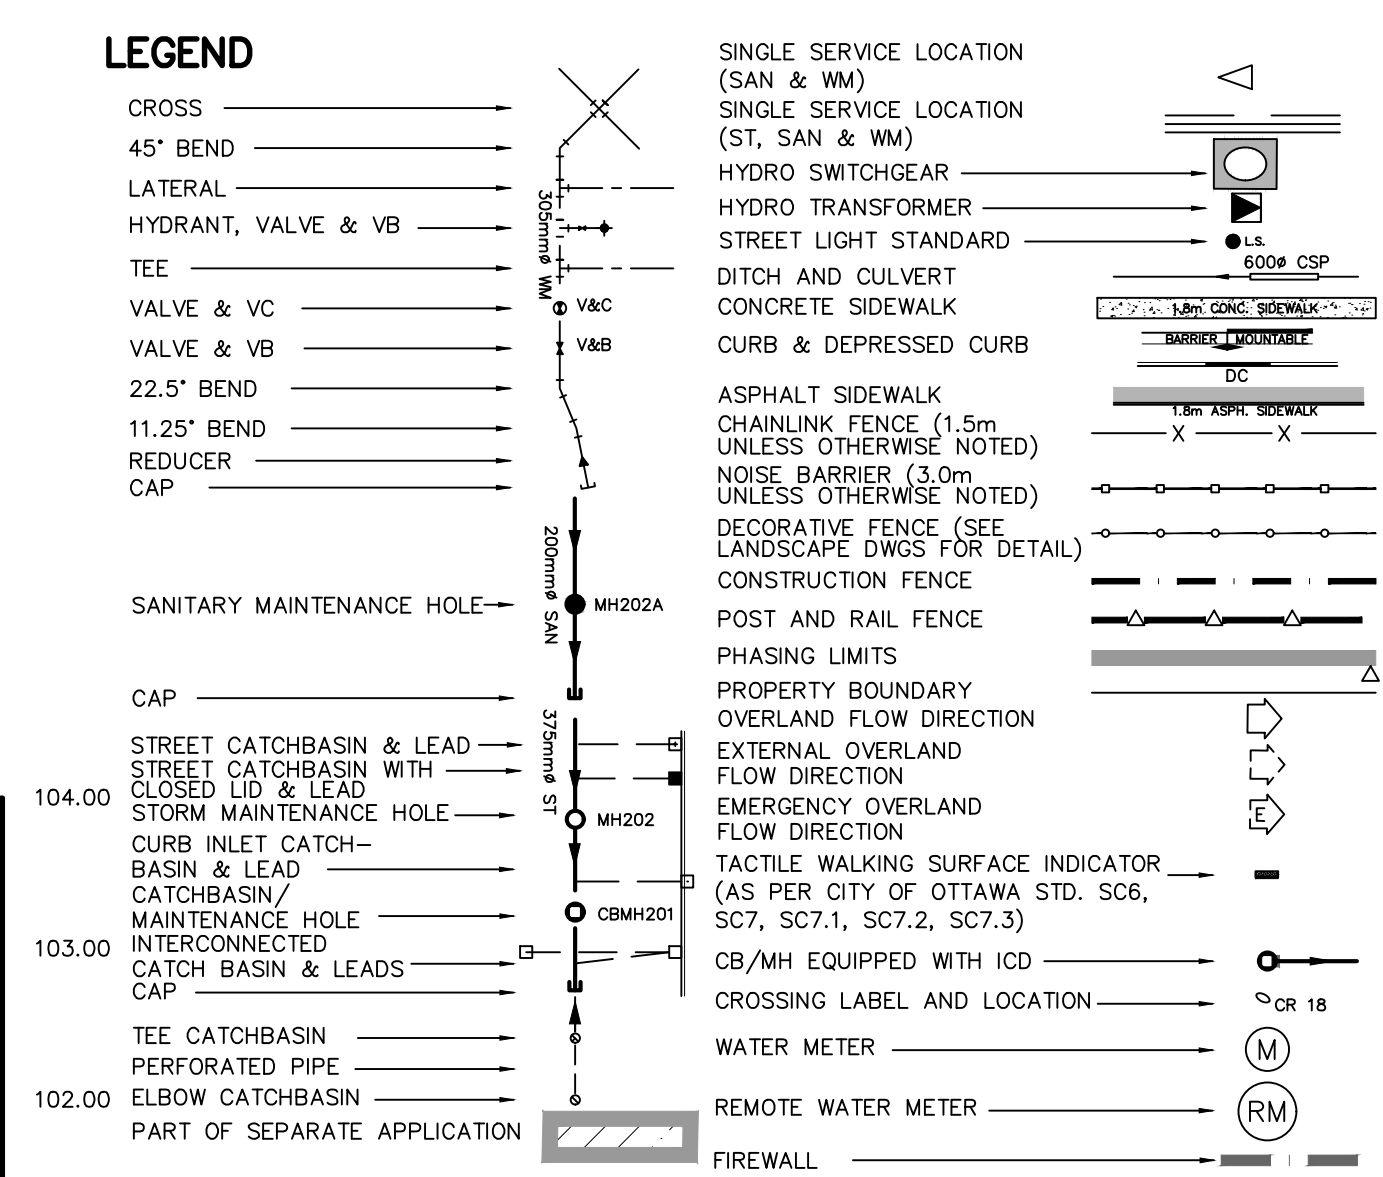 LEGEND
CROSS
45° BEND
LATERAL
HYDRANT, VALVE & VB
TEE
VALVE & VC
VALVE & VB
22.5° BEND
11.25° BEND
REDUCER
CAP
SANITARY MAINTENANCE HOLE
CAP
STREET CATCHBASIN & LEAD
STREET CATCHBASIN WITH
CLOSED LID & LEAD
STORM MAINTENANCE HOLE
CURB INLET CATCH-
BASIN & LEAD
CATCHBASIN/
MAINTENANCE HOLE
INTERCONNECTED
CATCH BASIN & LEADS
CAP
TEE CATCHBASIN
PERFORATED PIPE
ELBOW CATCHBASIN
PART OF SEPARATE APPLICATION
104.00
103.00
102.00
305mmø WM
V&C
V&B
200mmø SAN
MH202A
375mmø ST
MH202
CBMH201
SINGLE SERVICE LOCATION
(SAN & WM)
SINGLE SERVICE LOCATION
(ST, SAN & WM)
HYDRO SWITCHGEAR
HYDRO TRANSFORMER
STREET LIGHT STANDARD
L.S.
DITCH AND CULVERT
600ø CSP
CONCRETE SIDEWALK
1.8m CONC. SIDEWALK
CURB & DEPRESSED CURB
BARRIER MOUNTABLE
DC
ASPHALT SIDEWALK
1.8m ASPH. SIDEWALK
CHAINLINK FENCE (1.5m
UNLESS OTHERWISE NOTED)
X X
NOISE BARRIER (3.0m
UNLESS OTHERWISE NOTED)
DECORATIVE FENCE (SEE
LANDSCAPE DWGS FOR DETAIL)
CONSTRUCTION FENCE
POST AND RAIL FENCE
PHASING LIMITS
PROPERTY BOUNDARY
OVERLAND FLOW DIRECTION
EXTERNAL OVERLAND
FLOW DIRECTION
EMERGENCY OVERLAND
FLOW DIRECTION
E
TACTILE WALKING SURFACE INDICATOR
(AS PER CITY OF OTTAWA STD. SC6,
SC7, SC7.1, SC7.2, SC7.3)
CB/MH EQUIPPED WITH ICD
CROSSING LABEL AND LOCATION
CR 18
WATER METER
M
REMOTE WATER METER
RM
FIREWALL